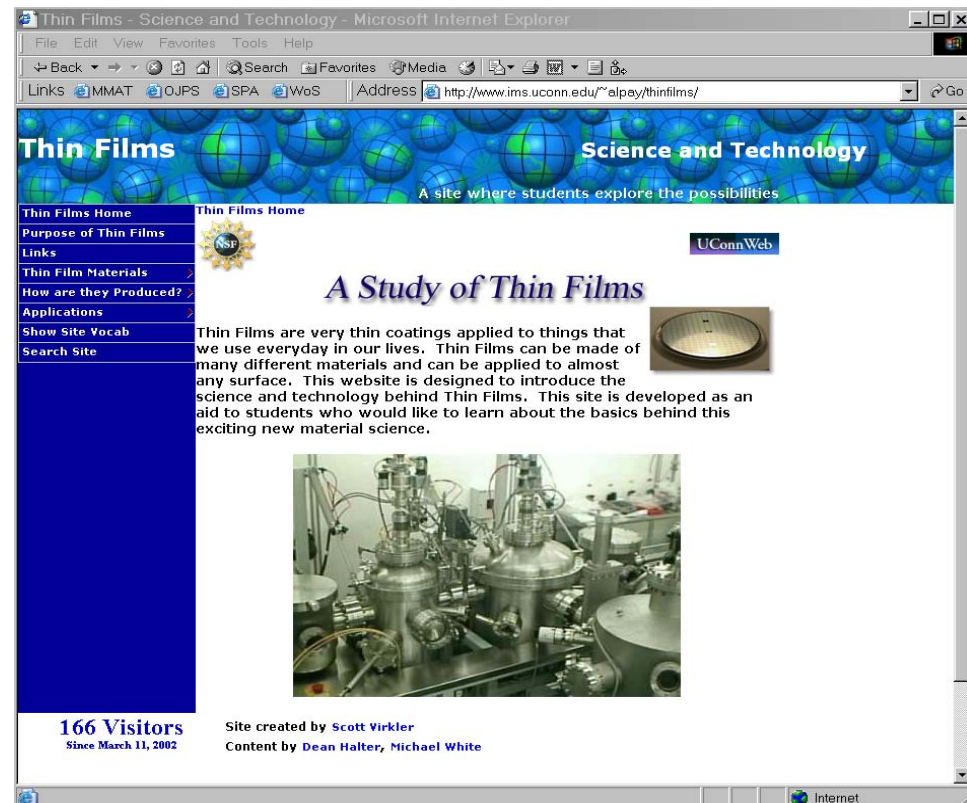 Thin Films - Science and Technology - Microsoft Internet Explorer
File Edit View Favorites Tools Help
Back Search Favorites Media
Links MMAT OJPS SPA WoS Address http://www.ims.uconn.edu/~alpay/thinfilms/ Go
Thin Films Science and Technology
A site where students explore the possibilities
Thin Films Home
Purpose of Thin Films
Links
Thin Film Materials
How are they Produced?
Applications
Show Site Vocab
Search Site
Thin Films Home
NSF
UConnWeb
A Study of Thin Films
Thin Films are very thin coatings applied to things that
we use everyday in our lives. Thin Films can be made of
many different materials and can be applied to almost
any surface. This website is designed to introduce the
science and technology behind Thin Films. This site is developed as an
aid to students who would like to learn about the basics behind this
exciting new material science.
166 Visitors
Since March 11, 2002
Site created by Scott Virkler
Content by Dean Halter, Michael White
Internet